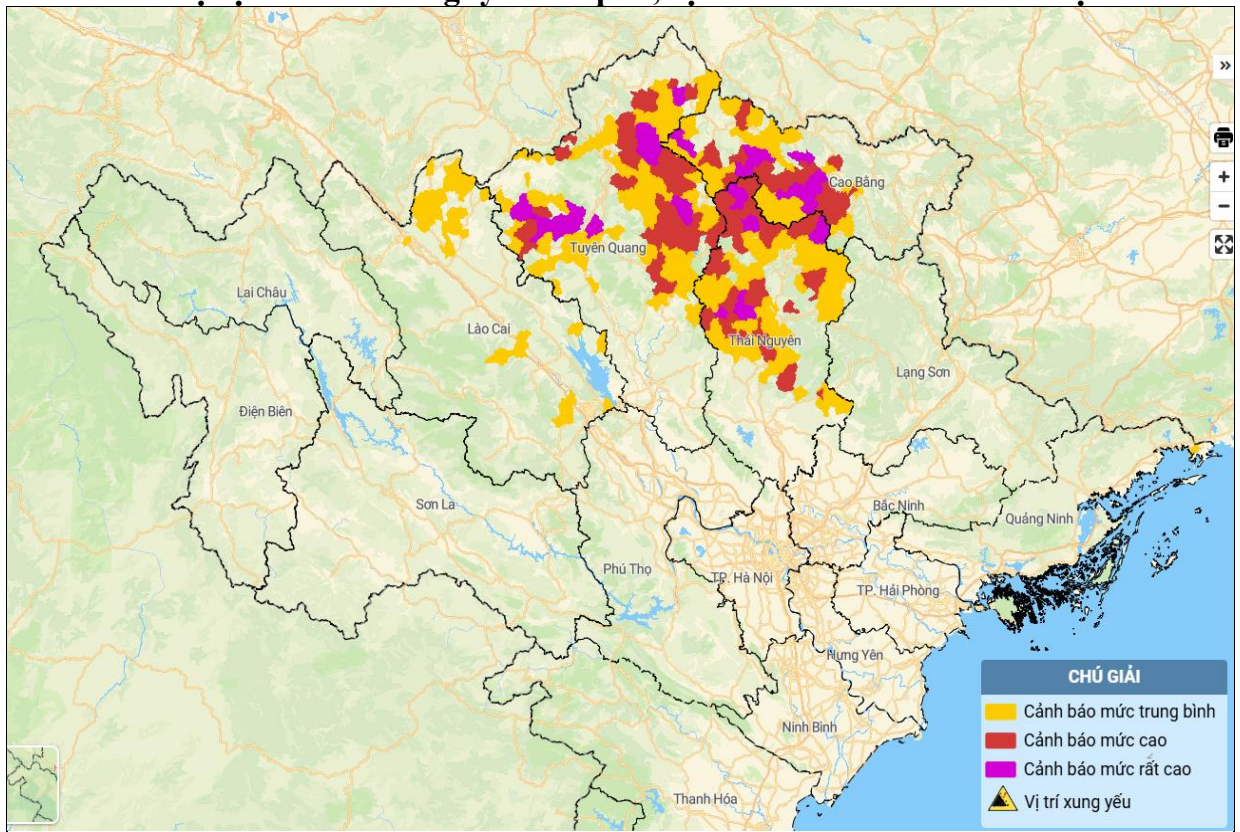 Cao Bằng
Tuyên Quang
Lai Châu
Lào Cai
Thái Nguyên
Lạng Sơn
Điện Biên
Sơn La
Bắc Ninh
Quảng Ninh
Phú Thọ
TP. Hà Nội
TP. Hải Phòng
Hưng Yên
Ninh Bình
Thanh Hóa
CHÚ GIẢI
Cảnh báo mức trung bình
Cảnh báo mức cao
Cảnh báo mức rất cao
Vị trí xung yếu